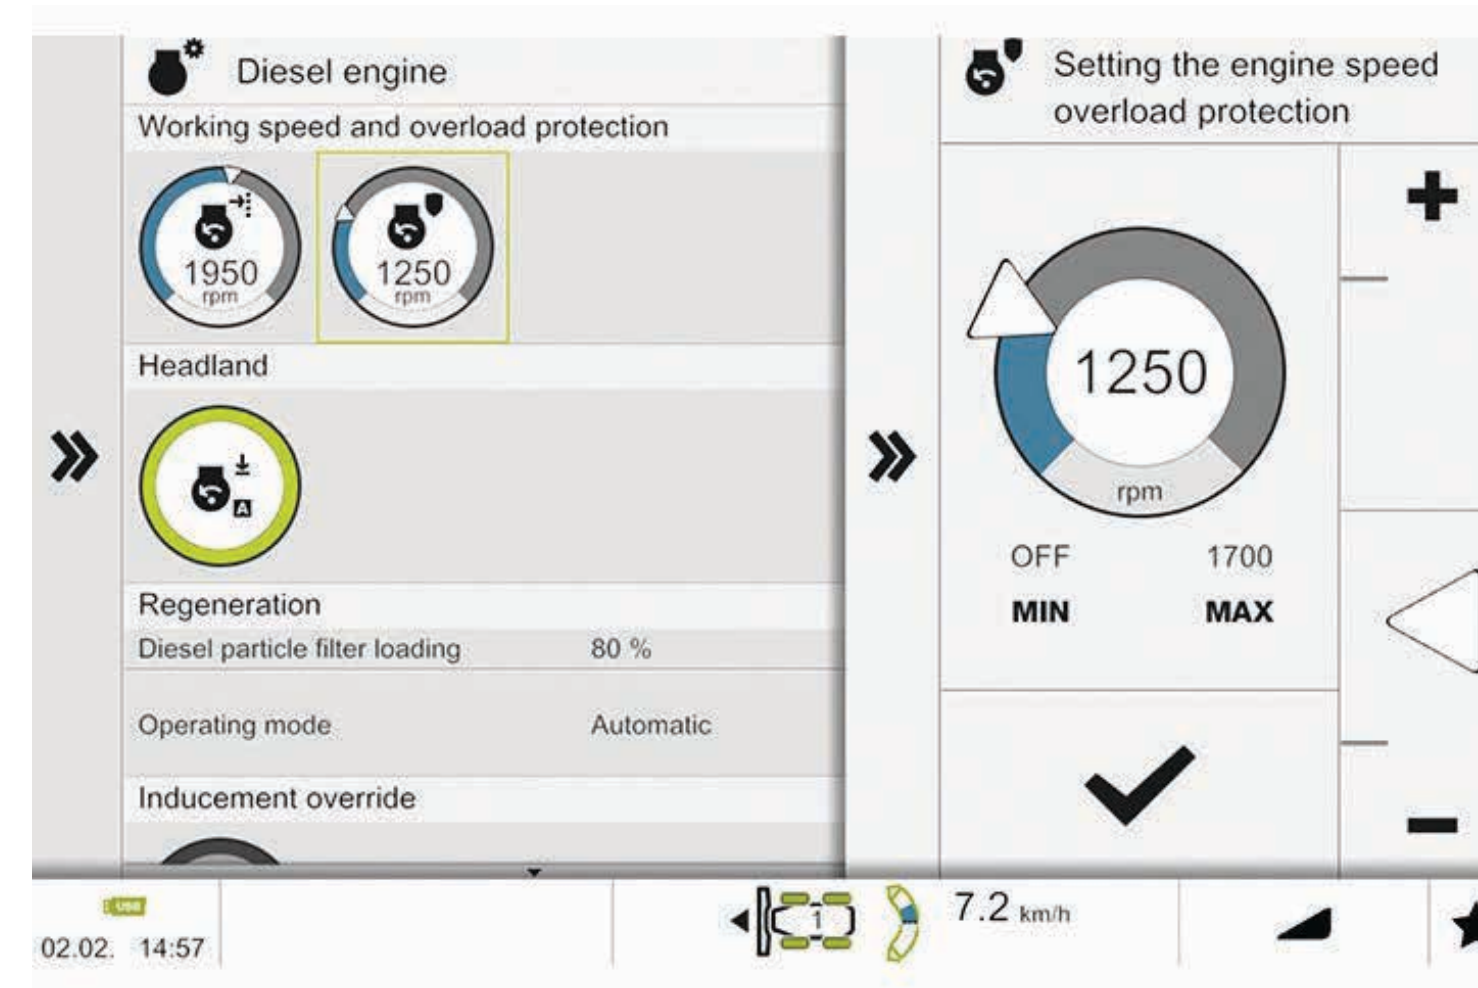 Diesel engine
Working speed and overload protection
1950
rpm
1250
rpm
Headland
A
Regeneration
Diesel particle filter loading 80 %
Operating mode Automatic
Inducement override
Setting the engine speed
overload protection
1250
rpm
OFF 1700
MIN MAX
USB
02.02. 14:57
1
7.2 km/h